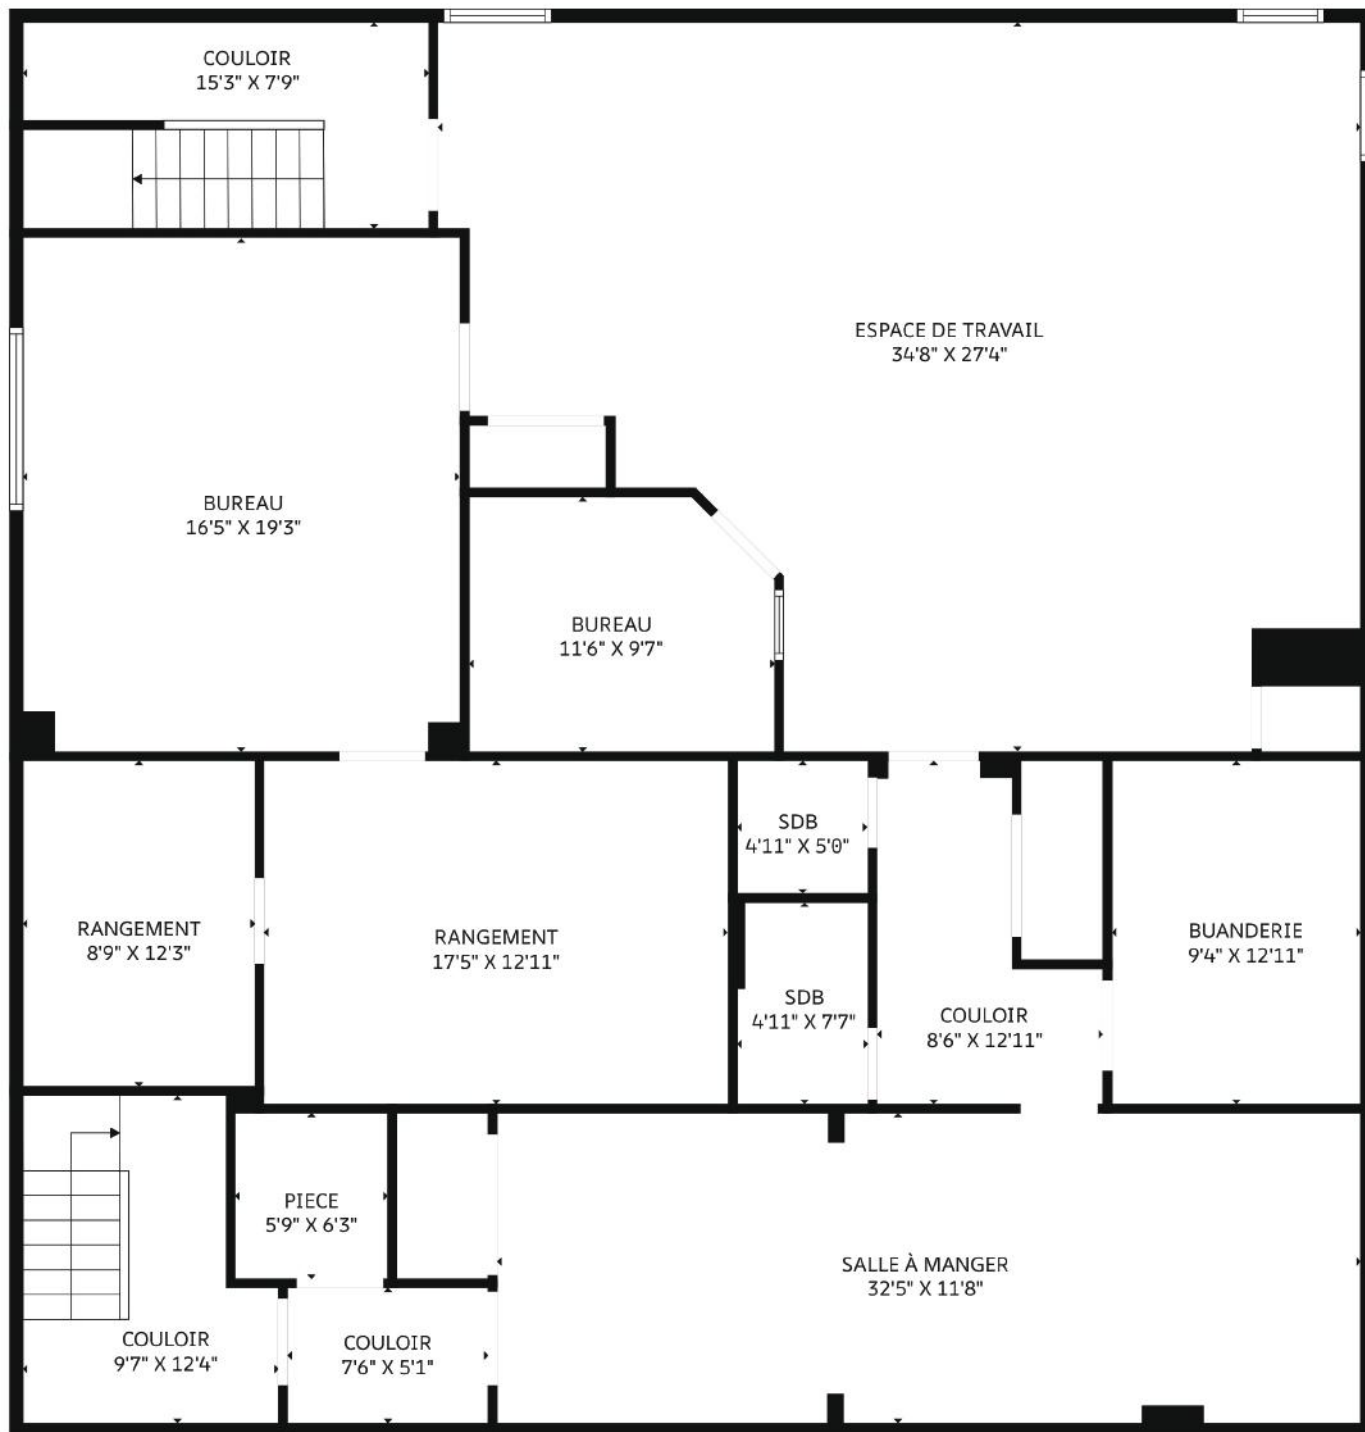 COULOIR
15'3" X 7'9"
ESPACE DE TRAVAIL
34'8" X 27'4"
BUREAU
16'5" X 19'3"
BUREAU
11'6" X 9'7"
SDB
4'11" X 5'0"
RANGEMENT
8'9" X 12'3"
RANGEMENT
17'5" X 12'11"
BUANDERIE
9'4" X 12'11"
SDB
4'11" X 7'7"
COULOIR
8'6" X 12'11"
PIECE
5'9" X 6'3"
SALLE À MANGER
32'5" X 11'8"
COULOIR
9'7" X 12'4"
COULOIR
7'6" X 5'1"